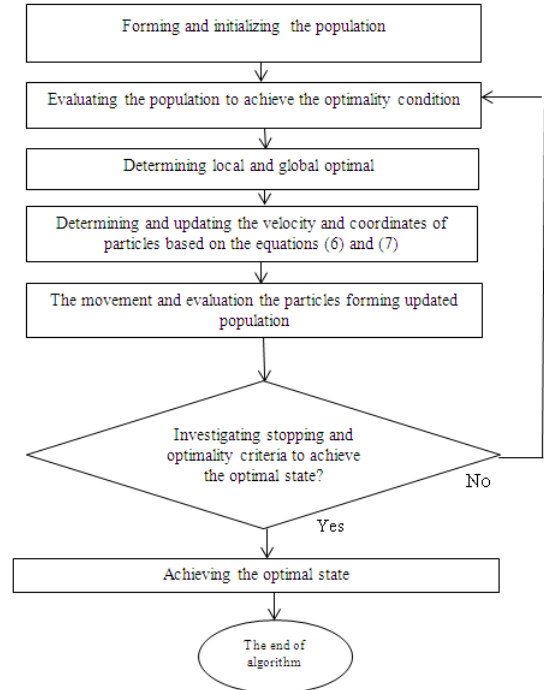 Forming and initializing the population
Evaluating the population to achieve the optimality condition
Determining local and global optimal
Determining and updating the velocity and coordinates of
particles based on the equations (6) and (7)
The movement and evaluation the particles forming updated
population
Investigating stopping and
optimality criteria to achieve
the optimal state?
No
Yes
Achieving the optimal state
The end of
algorithm